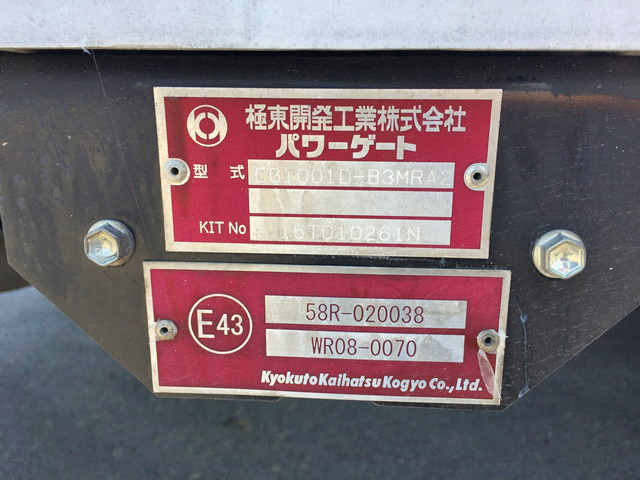 極東開発工業株式会社
パワーゲート
型 式 CG1001D-B3MRA2
KIT No 16T010261N
E43
58R-020038
WR08-0070
Kyokuto Kaihatsu Kogyo Co., Ltd.